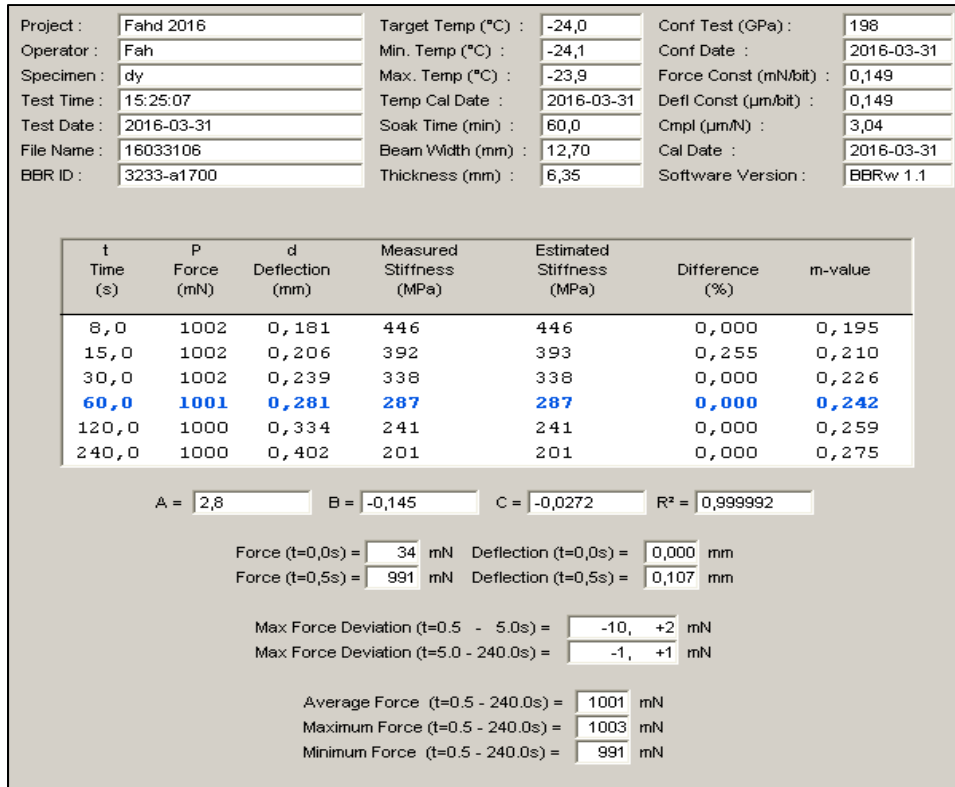 Project : Fahd 2016 Target Temp (°C) : -24,0 Conf Test (GPa) : 198
Operator : Fah Min. Temp (°C) : -24,1 Conf Date : 2016-03-31
Specimen : dy Max. Temp (°C) : -23,9 Force Const (mN/bit) : 0,149
Test Time : 15:25:07 Temp Cal Date : 2016-03-31 Defl Const (µm/bit) : 0,149
Test Date : 2016-03-31 Soak Time (min) : 60,0 Cmpl (µm/N) : 3,04
File Name : 16033106 Beam Width (mm) : 12,70 Cal Date : 2016-03-31
BBR ID : 3233-a1700 Thickness (mm) : 6,35 Software Version : BBRw 1.1
t P d Measured Estimated
Time Force Deflection Stiffness Stiffness Difference m-value
(s) (mN) (mm) (MPa) (MPa) (%)
8,0 1002 0,181 446 446 0,000 0,195
15,0 1002 0,206 392 393 0,255 0,210
30,0 1002 0,239 338 338 0,000 0,226
60,0 1001 0,281 287 287 0,000 0,242
120,0 1000 0,334 241 241 0,000 0,259
240,0 1000 0,402 201 201 0,000 0,275
A = 2,8 B = -0,145 C = -0,0272 R² = 0,999992
Force (t=0,0s) = 34 mN Deflection (t=0,0s) = 0,000 mm
Force (t=0,5s) = 991 mN Deflection (t=0,5s) = 0,107 mm
Max Force Deviation (t=0.5 - 5.0s) = -10, +2 mN
Max Force Deviation (t=5.0 - 240.0s) = -1, +1 mN
Average Force (t=0.5 - 240.0s) = 1001 mN
Maximum Force (t=0.5 - 240.0s) = 1003 mN
Minimum Force (t=0.5 - 240.0s) = 991 mN